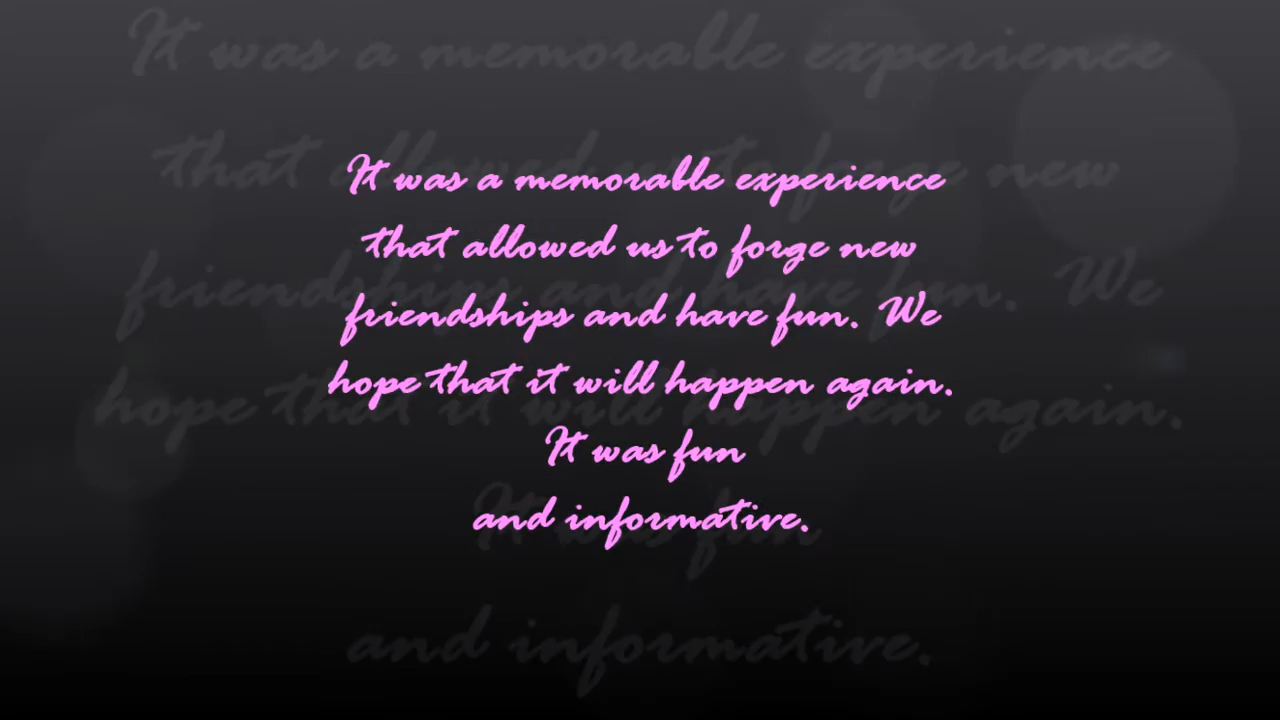 It was a memorable experience
that allowed us to forge new
friendships and have fun. We
hope that it will happen again.
It was fun
and informative.